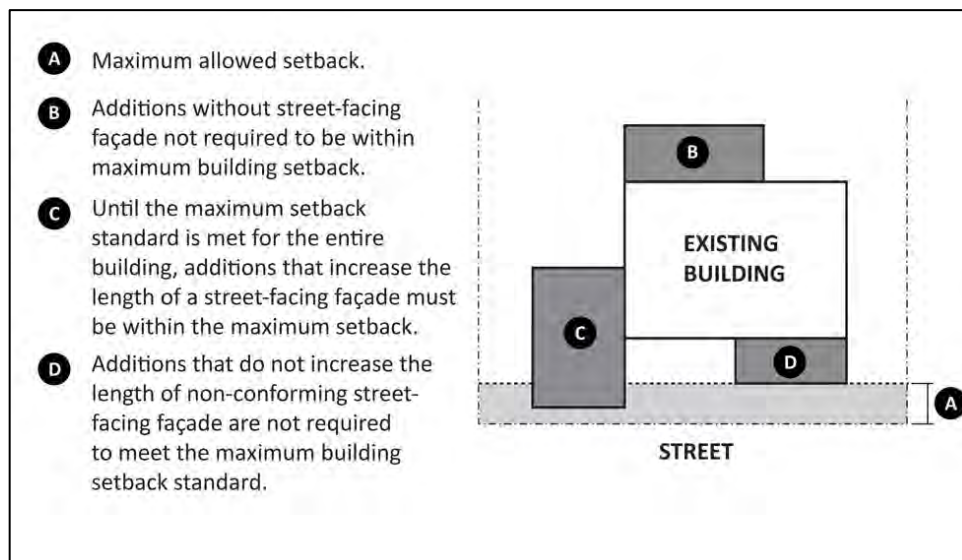 A Maximum allowed setback.
B Additions without street-facing
façade not required to be within
maximum building setback.
C Until the maximum setback
standard is met for the entire
building, additions that increase the
length of a street-facing façade must
be within the maximum setback.
D Additions that do not increase the
length of non-conforming street-
facing façade are not required
to meet the maximum building
setback standard.
B
EXISTING
BUILDING
C
D
A
STREET